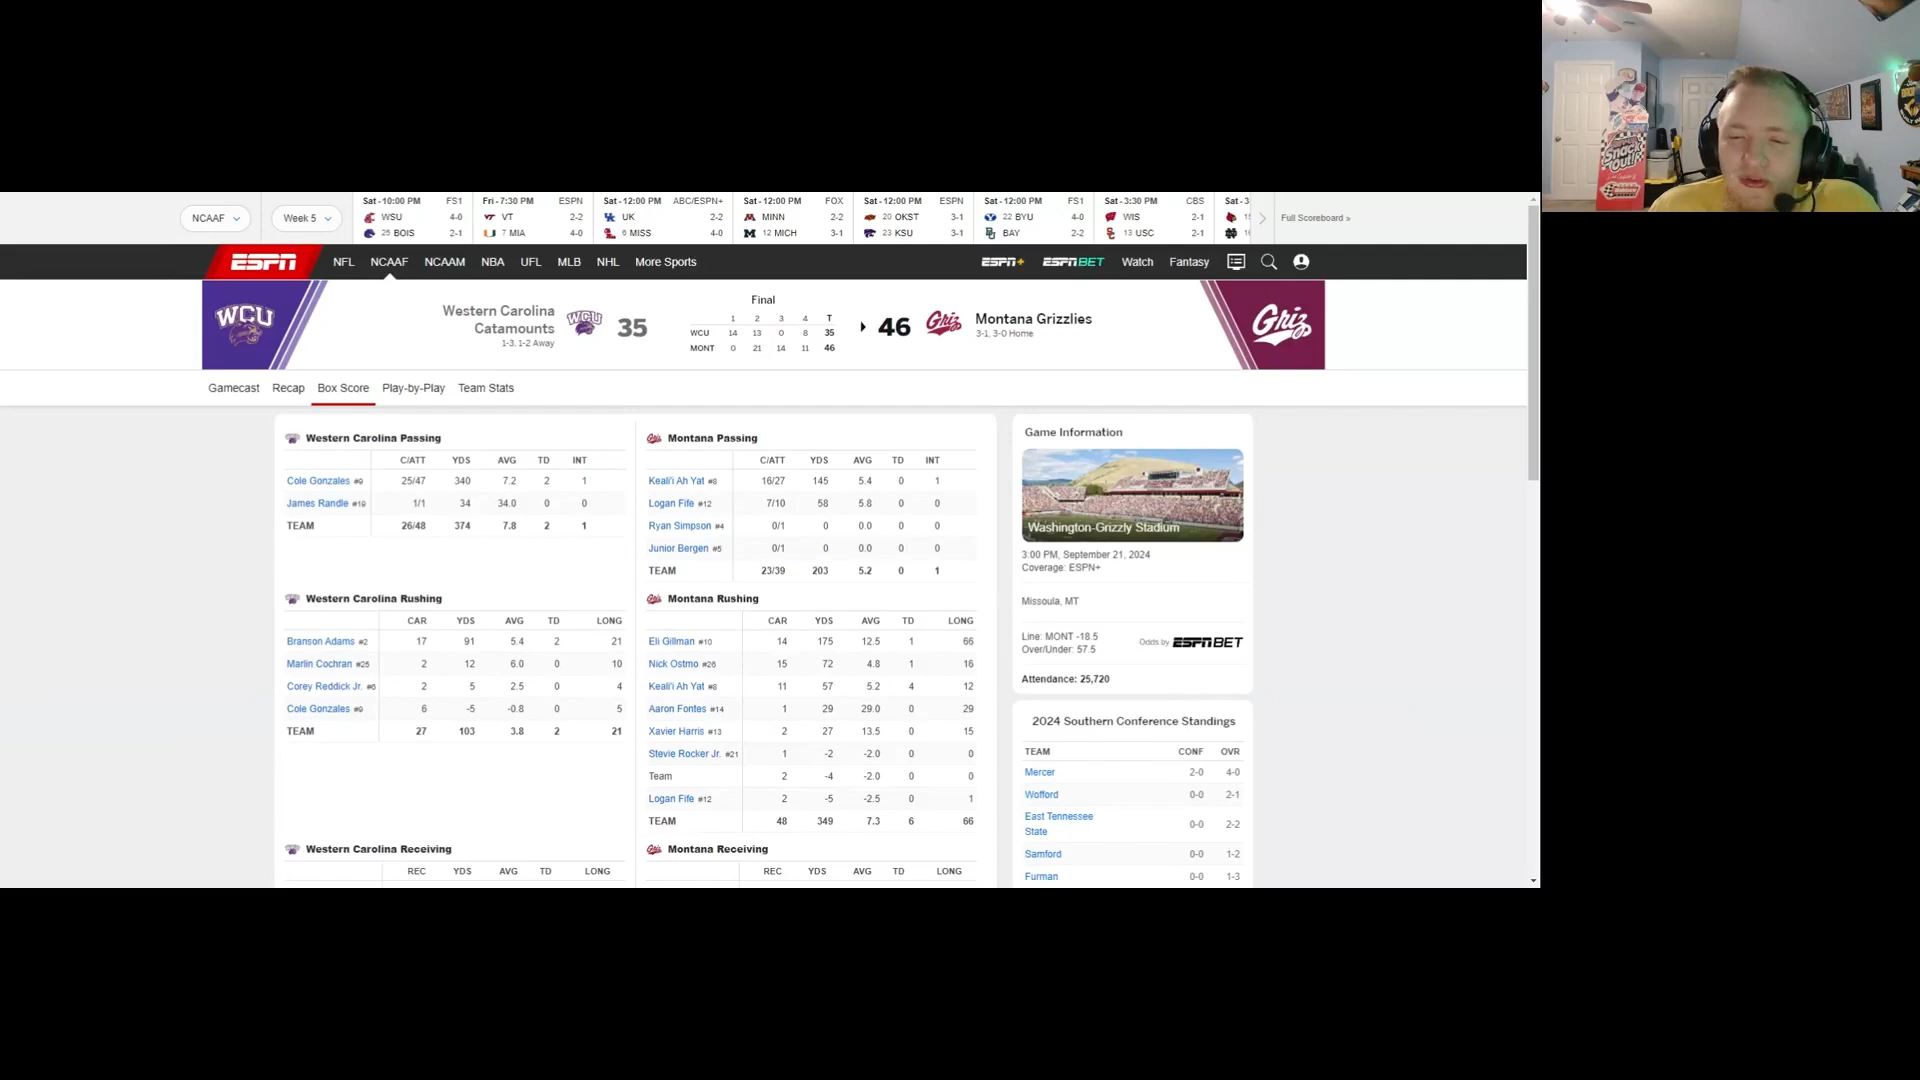 NCAAF
Week 5
Sat - 10:00 PM FS1
WSU 4-0
25 BOIS 2-1
Fri - 7:30 PM ESPN
VT 2-2
7 MIA 4-0
Sat - 12:00 PM ABC/ESPN+
UK 2-2
6 MISS 4-0
Sat - 12:00 PM FOX
MINN 2-2
12 MICH 3-1
Sat - 12:00 PM ESPN
20 OKST 3-1
23 KSU 3-1
Sat - 12:00 PM FS1
22 BYU 4-0
BAY 2-2
Sat - 3:30 PM CBS
WIS 2-1
13 USC 2-1
Sat - 3
Full Scoreboard »
ESPN NFL NCAAF NCAAM NBA UFL MLB NHL More Sports ESPN+ ESPN BET Watch Fantasy
WCU
Western Carolina
Catamounts
1-3, 1-2 Away
WCU
35
Final
1 2 3 4 T
WCU 14 13 0 8 35
MONT 0 21 14 11 46
46
Griz
Montana Grizzlies
3-1, 3-0 Home
Griz
Gamecast Recap Box Score Play-by-Play Team Stats
Western Carolina Passing
C/ATT YDS AVG TD INT
Cole Gonzales #9 25/47 340 7.2 2 1
James Randle #19 1/1 34 34.0 0 0
TEAM 26/48 374 7.8 2 1
Montana Passing
C/ATT YDS AVG TD INT
Keali'i Ah Yat #8 16/27 145 5.4 0 1
Logan Fife #12 7/10 58 5.8 0 0
Ryan Simpson #4 0/1 0 0.0 0 0
Junior Bergen #5 0/1 0 0.0 0 0
TEAM 23/39 203 5.2 0 1
Western Carolina Rushing
CAR YDS AVG TD LONG
Branson Adams #2 17 91 5.4 2 21
Marlin Cochran #25 2 12 6.0 0 10
Corey Reddick Jr. #6 2 5 2.5 0 4
Cole Gonzales #9 6 -5 -0.8 0 5
TEAM 27 103 3.8 2 21
Montana Rushing
CAR YDS AVG TD LONG
Eli Gillman #10 14 175 12.5 1 66
Nick Ostmo #26 15 72 4.8 1 16
Keali'i Ah Yat #8 11 57 5.2 4 12
Aaron Fontes #14 1 29 29.0 0 29
Xavier Harris #13 2 27 13.5 0 15
Stevie Rocker Jr. #21 1 -2 -2.0 0 0
Team 2 -4 -2.0 0 0
Logan Fife #12 2 -5 -2.5 0 1
TEAM 48 349 7.3 6 66
Western Carolina Receiving
REC YDS AVG TD LONG
Montana Receiving
REC YDS AVG TD LONG
Game Information
Washington-Grizzly Stadium
3:00 PM, September 21, 2024
Coverage: ESPN+
Missoula, MT
Line: MONT -18.5
Over/Under: 57.5
Odds by ESPN BET
Attendance: 25,720
2024 Southern Conference Standings
TEAM CONF OVR
Mercer 2-0 4-0
Wofford 0-0 2-1
East Tennessee
State 0-0 2-2
Samford 0-0 1-2
Furman 0-0 1-3
Snack
Out!